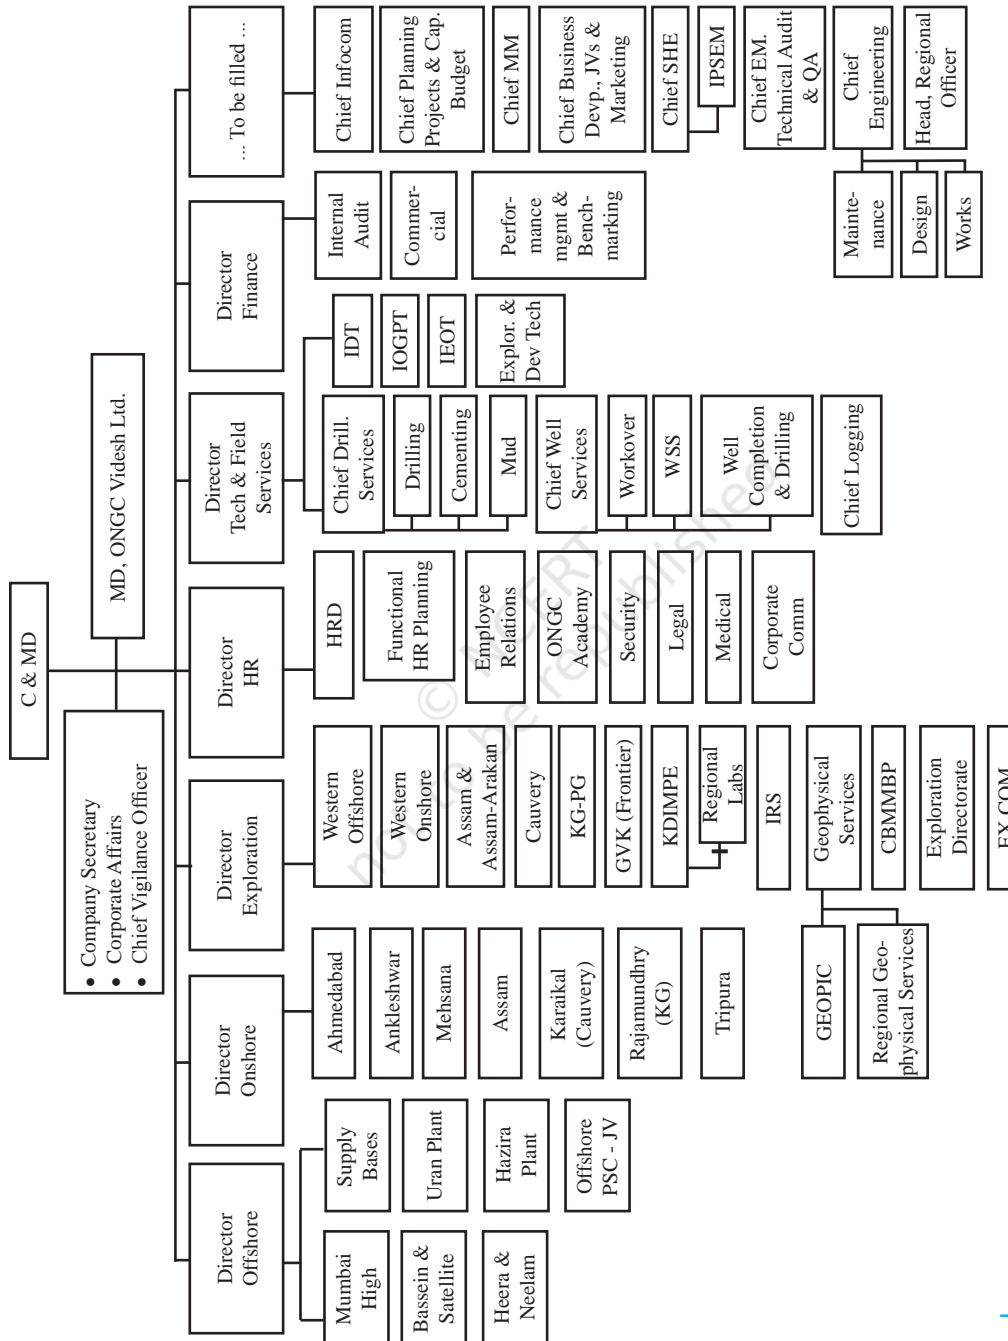 C & MD
• Company Secretary
• Corporate Affairs
• Chief Vigilance Officer
MD, ONGC Videsh Ltd.
Director
Offshore
Mumbai
High
Bassein &
Satellite
Heera &
Neelam
Supply
Bases
Uran Plant
Hazira
Plant
Offshore
PSC - JV
Director
Onshore
Ahmedabad
Ankleshwar
Mehsana
Assam
Karaikal
(Cauvery)
Rajamundhry
(KG)
Tripura
Director
Exploration
Western
Offshore
Western
Onshore
Assam &
Assam-Arakan
Cauvery
KG-PG
GVK (Frontier)
KDIMPE
Regional
Labs
IRS
Geophysical
Services
GEOPIC
Regional Geo-
physical Services
CBMMBP
Exploration
Directorate
EX COM
Director
HR
HRD
Functional
HR Planning
Employee
Relations
ONGC
Academy
Security
Legal
Medical
Corporate
Comm
Director
Tech & Field
Services
Chief Drill.
Services
Drilling
Cementing
Mud
Chief Well
Services
Workover
WSS
Well
Completion
& Drilling
Chief Logging
IDT
IOGPT
IEOT
Explor. &
Dev Tech
Director
Finance
Internal
Audit
Commer-
cial
Perfor-
mance
mgmt &
Bench-
marking
... To be filled ...
Chief Infocom
Chief Planning
Projects & Cap.
Budget
Chief MM
Chief Business
Devp., JVs &
Marketing
Chief SHE
IPSEM
Chief EM.
Technical Audit
& QA
Chief
Engineering
Mainte-
nance
Design
Works
Head, Regional
Officer
© NCERT
not to be republished